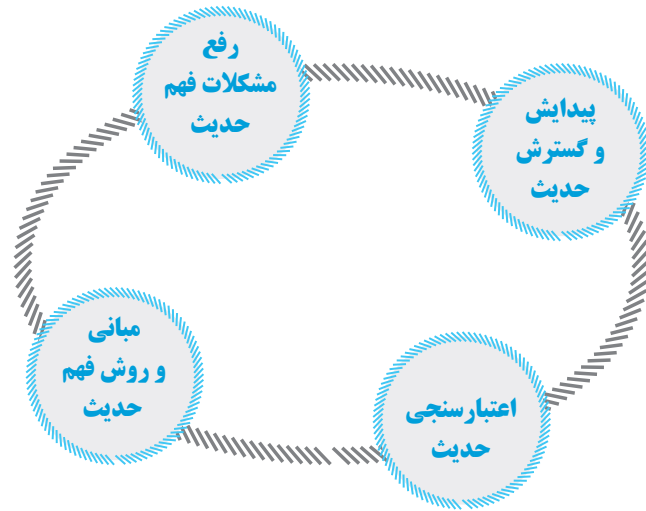 رفع
مشکلات فهم
حدیث
پیدایش
و گسترش
حدیث
مبانی
و روش فهم
حدیث
اعتبارسنجی
حدیث